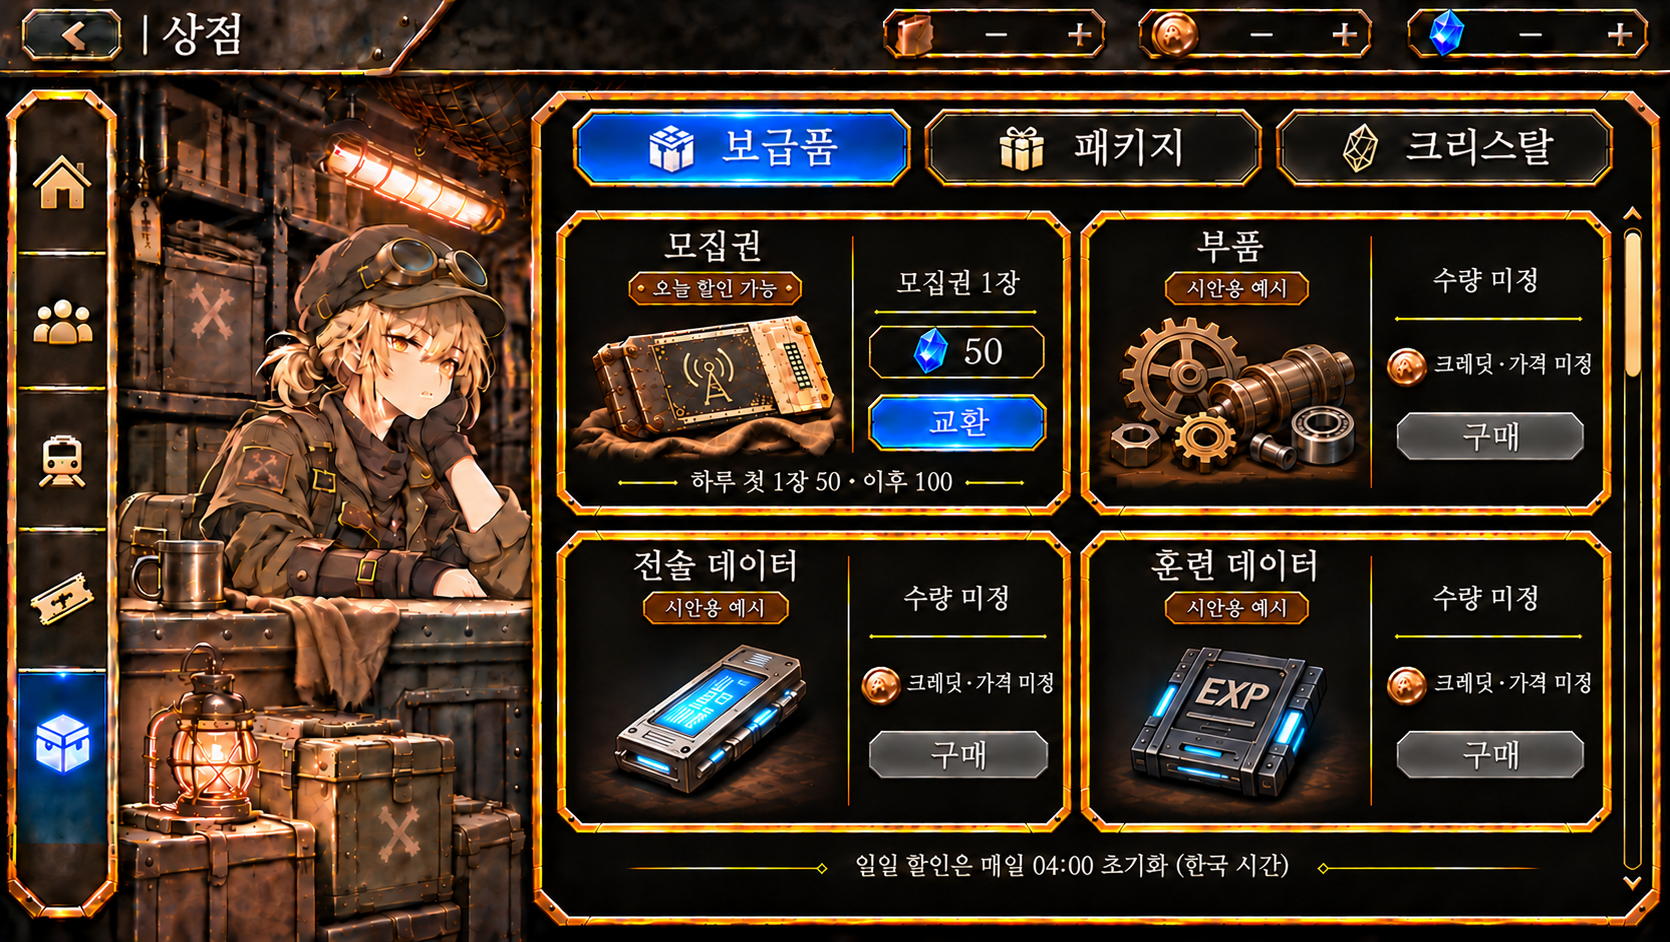 상점
보급품
패키지
크리스탈
모집권
오늘 할인 가능
모집권 1장
50
교환
하루 첫 1장 50 · 이후 100
부품
시안용 예시
수량 미정
크레딧·가격 미정
구매
전술 데이터
시안용 예시
수량 미정
크레딧·가격 미정
구매
훈련 데이터
시안용 예시
EXP
수량 미정
크레딧·가격 미정
구매
일일 할인은 매일 04:00 초기화 (한국 시간)